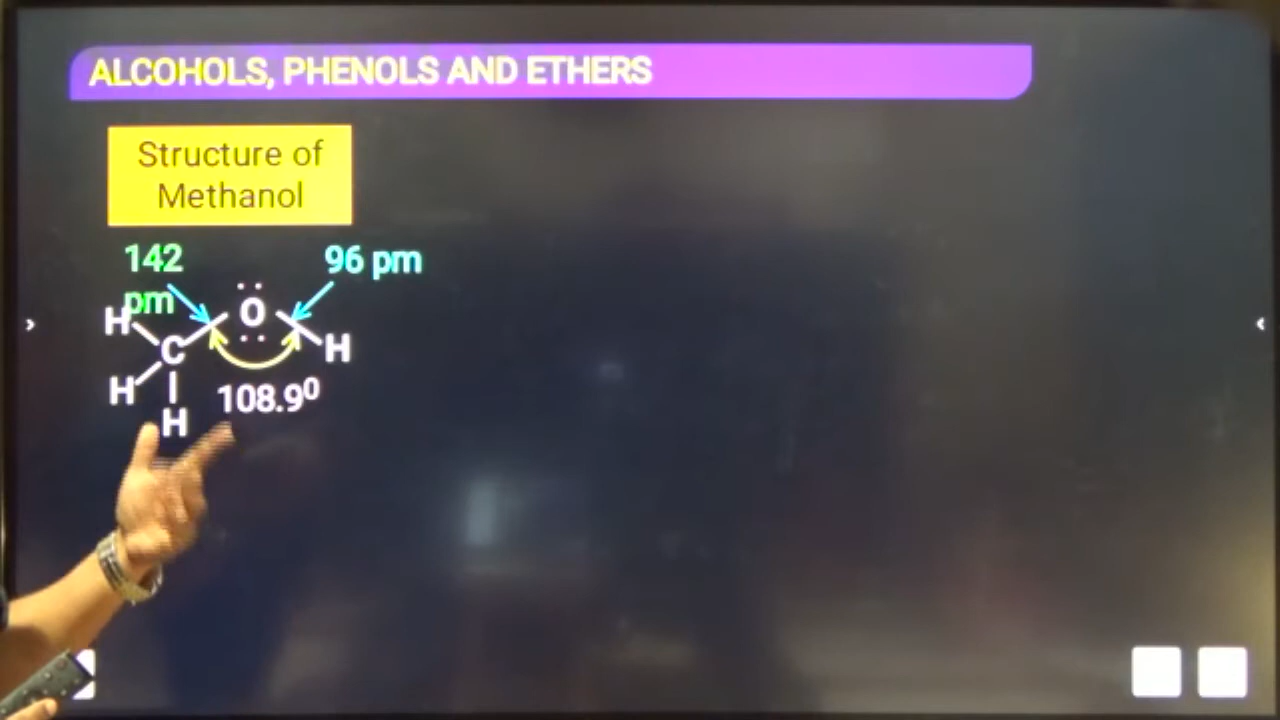 ALCOHOLS, PHENOLS AND ETHERS
Structure of
Methanol
142
pm
96 pm
H
O
C
H
H
108.9⁰
H